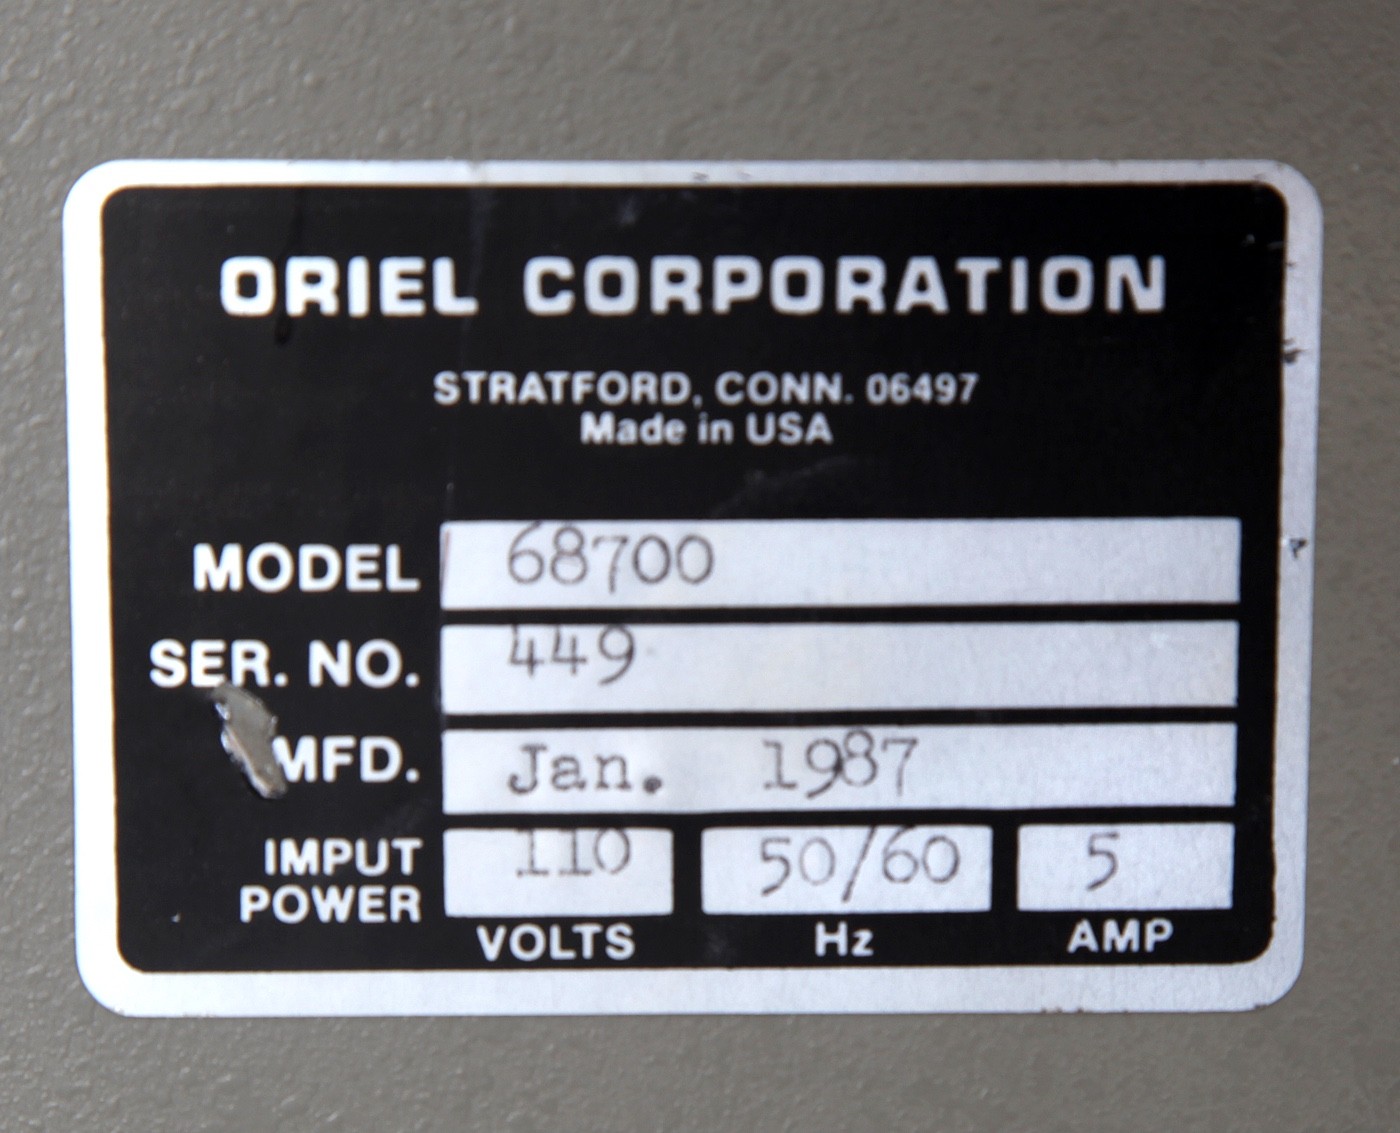 ORIEL CORPORATION
STRATFORD, CONN. 06497
Made in USA
MODEL 68700
SER. NO. 449
MFD. Jan. 1987
IMPUT POWER 110 50/60 5
VOLTS Hz AMP